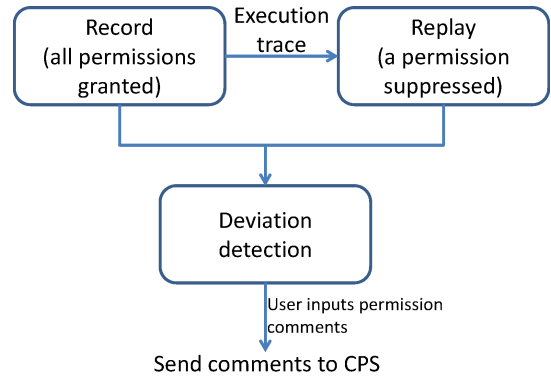 Record
(all permissions
granted)
Execution
trace
Replay
(a permission
suppressed)
Deviation
detection
User inputs permission
comments
Send comments to CPS